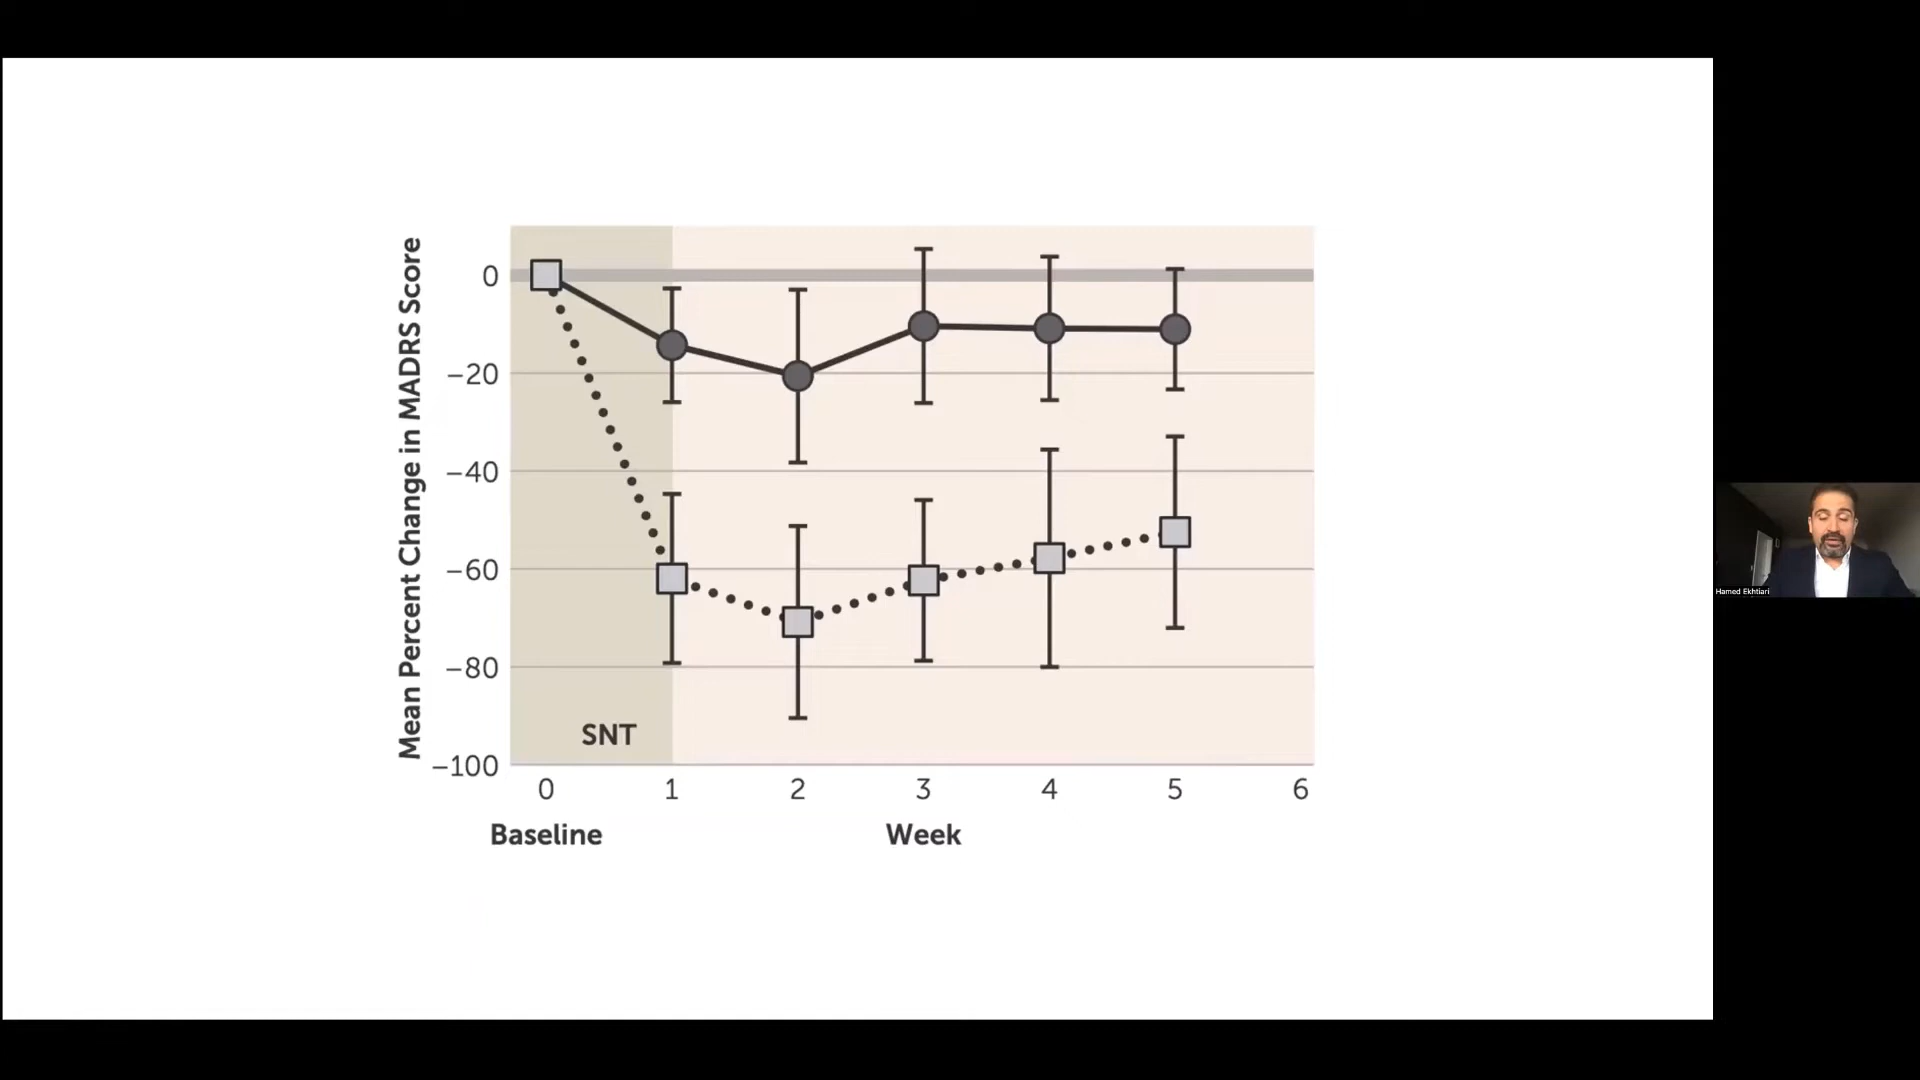 Mean Percent Change in MADRS Score
0
−20
−40
−60
−80
−100
SNT
0 1 2 3 4 5 6
Baseline Week
Hamed Ekhtiari